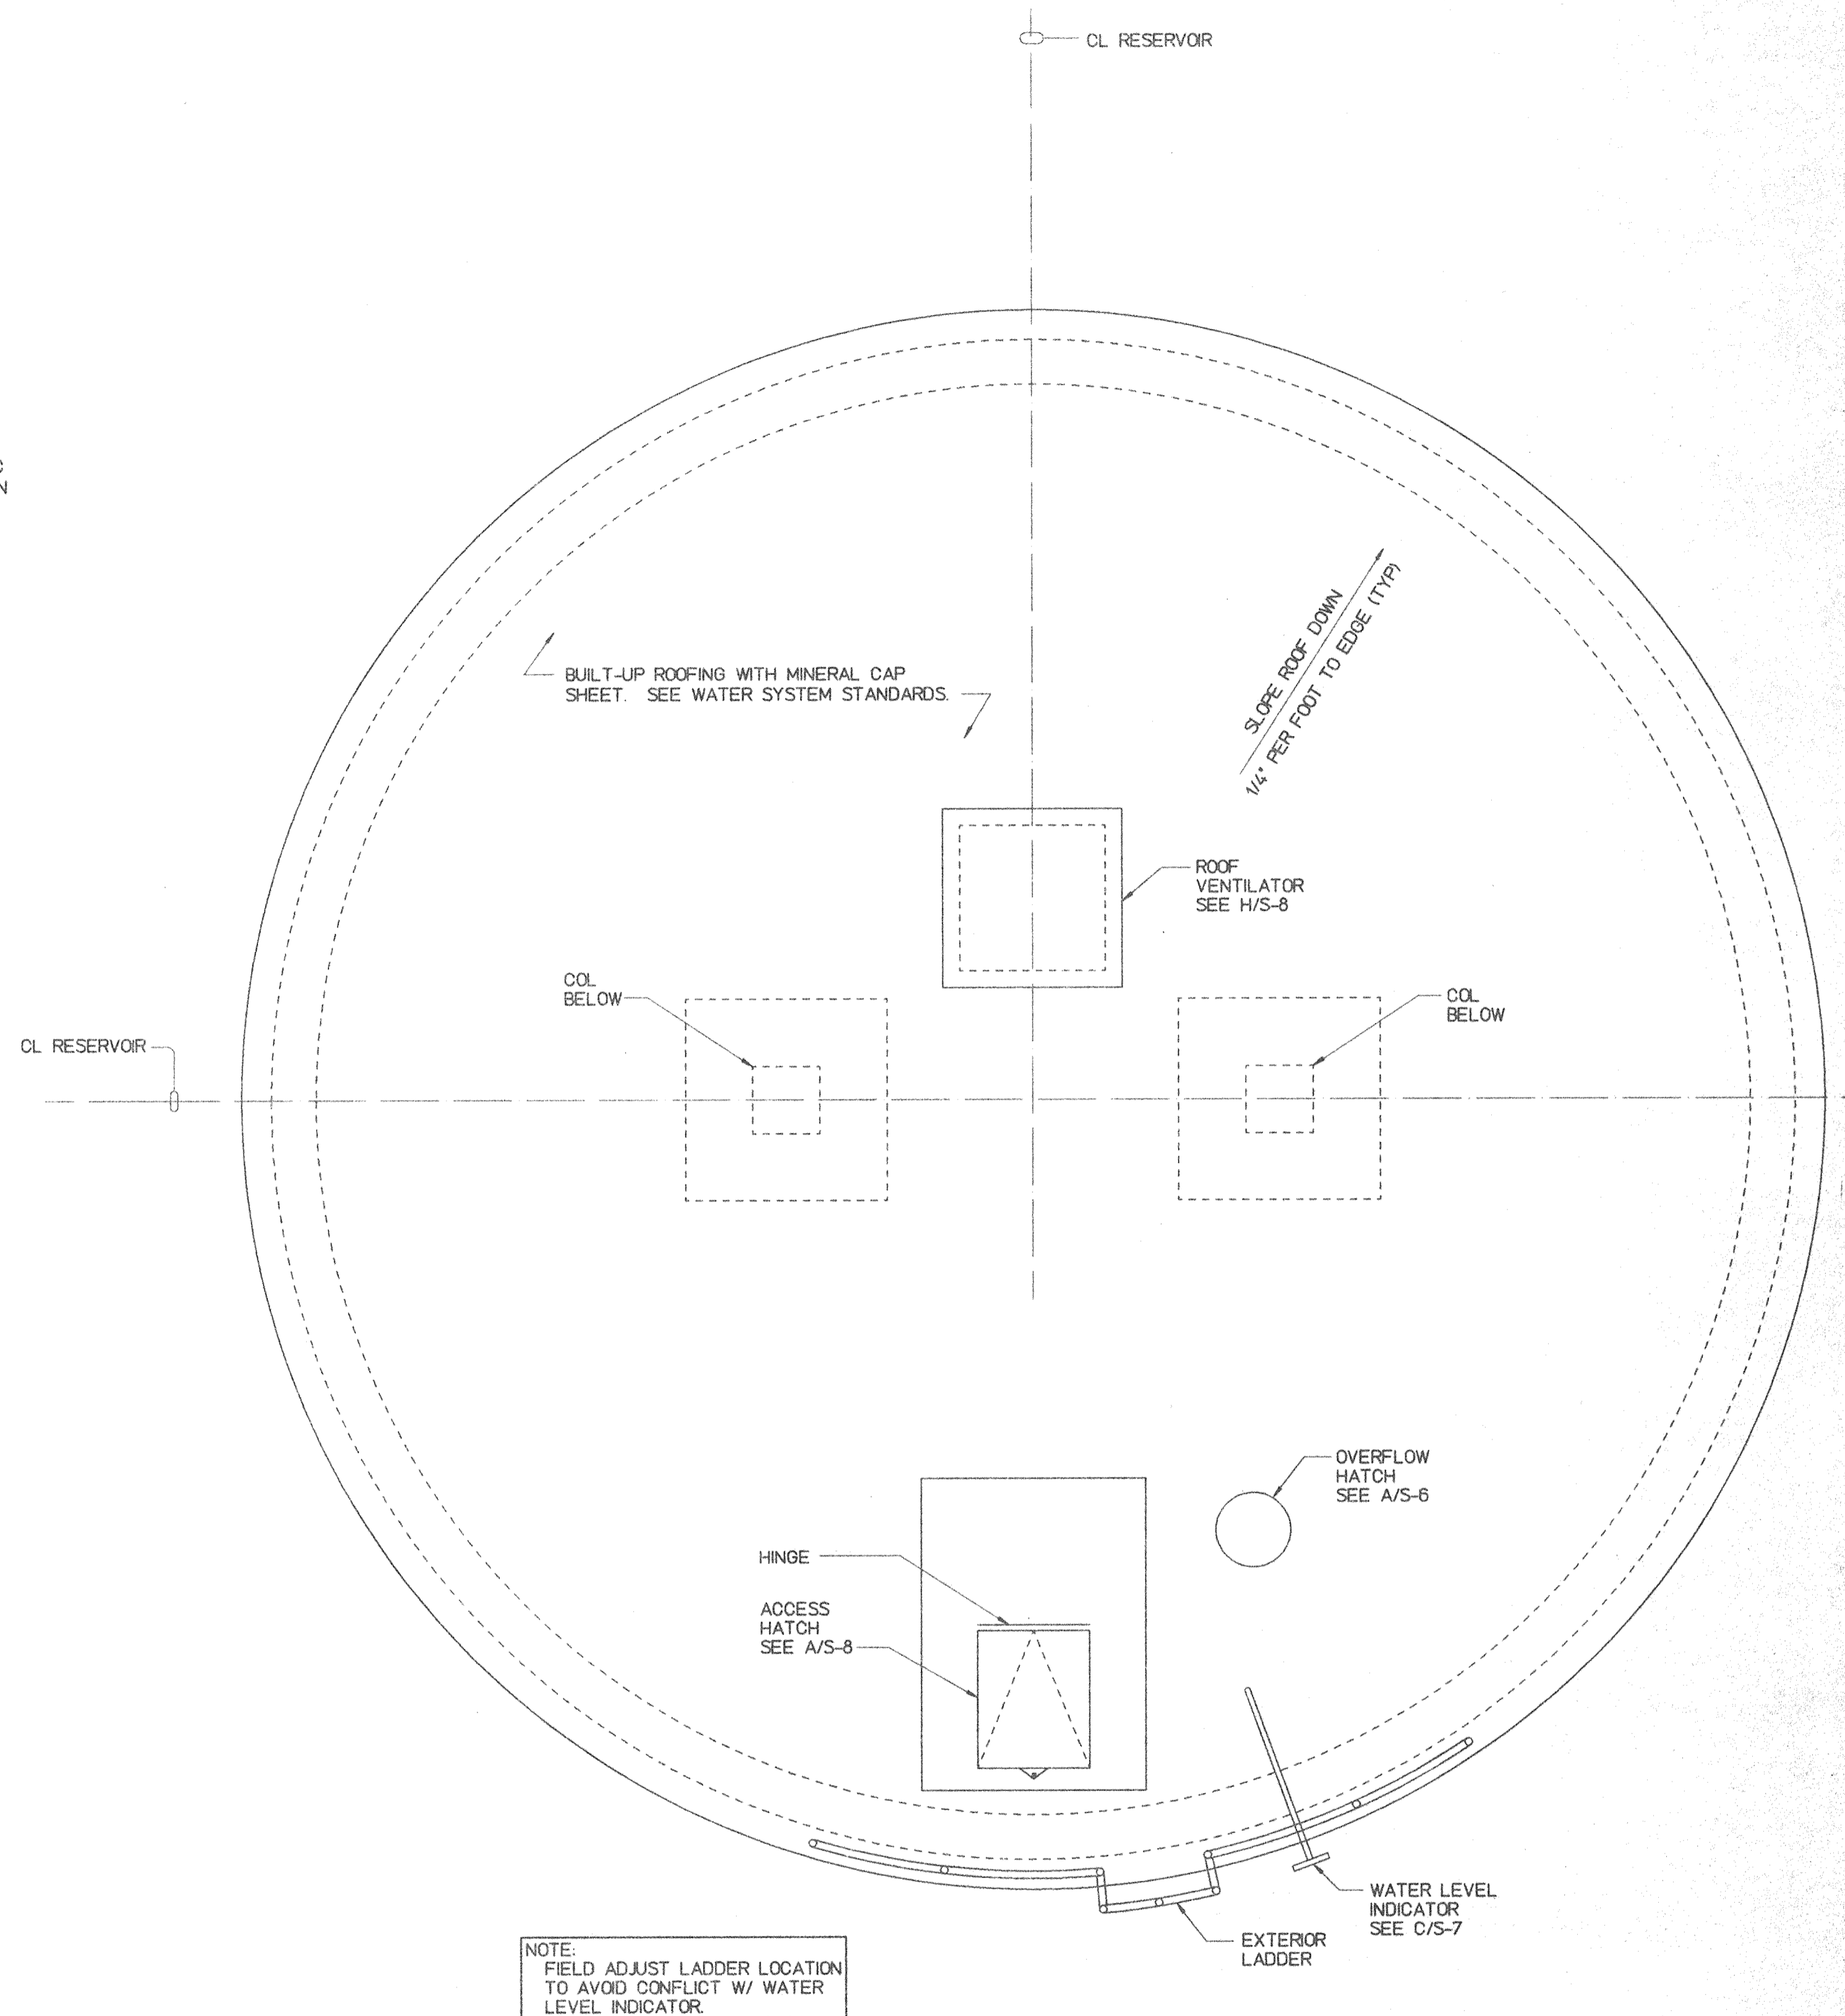 CL RESERVOIR
SLOPE ROOF DOWN
1/4" PER FOOT TO EDGE (TYP)
BUILT-UP ROOFING WITH MINERAL CAP
SHEET. SEE WATER SYSTEM STANDARDS.
ROOF
VENTILATOR
SEE H/S-8
COL
BELOW
COL
BELOW
CL RESERVOIR
OVERFLOW
HATCH
SEE A/S-6
HINGE
ACCESS
HATCH
SEE A/S-8
WATER LEVEL
INDICATOR
SEE C/S-7
EXTERIOR
LADDER
NOTE:
FIELD ADJUST LADDER LOCATION
TO AVOID CONFLICT W/ WATER
LEVEL INDICATOR.